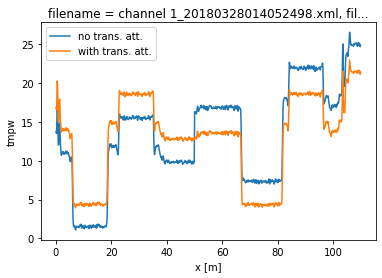 filename = channel 1_20180328014052498.xml, fil...
no trans. att.
with trans. att.
25
20
15
10
5
0
tmpw
0 20 40 60 80 100
x [m]